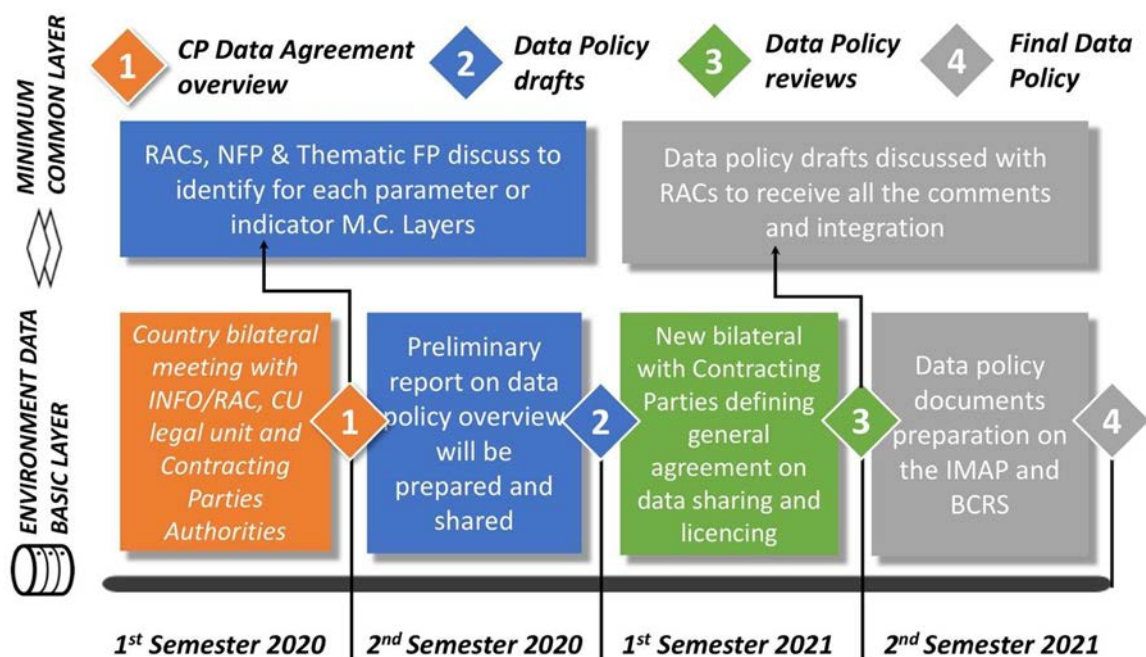 1
CP Data Agreement
overview
2
Data Policy
drafts
3
Data Policy
reviews
4
Final Data
Policy
MINIMUM
COMMON LAYER
RACs, NFP & Thematic FP discuss to
identify for each parameter or
indicator M.C. Layers
Data policy drafts discussed with
RACs to receive all the comments
and integration
ENVIRONMENT DATA
BASIC LAYER
Country bilateral
meeting with
INFO/RAC, CU
legal unit and
Contracting
Parties
Authorities
1
Preliminary
report on data
policy overview
will be
prepared and
shared
2
New bilateral
with Contracting
Parties defining
general
agreement on
data sharing and
licencing
3
Data policy
documents
preparation on
the IMAP and
BCRS
4
1st Semester 2020
2nd Semester 2020
1st Semester 2021
2nd Semester 2021